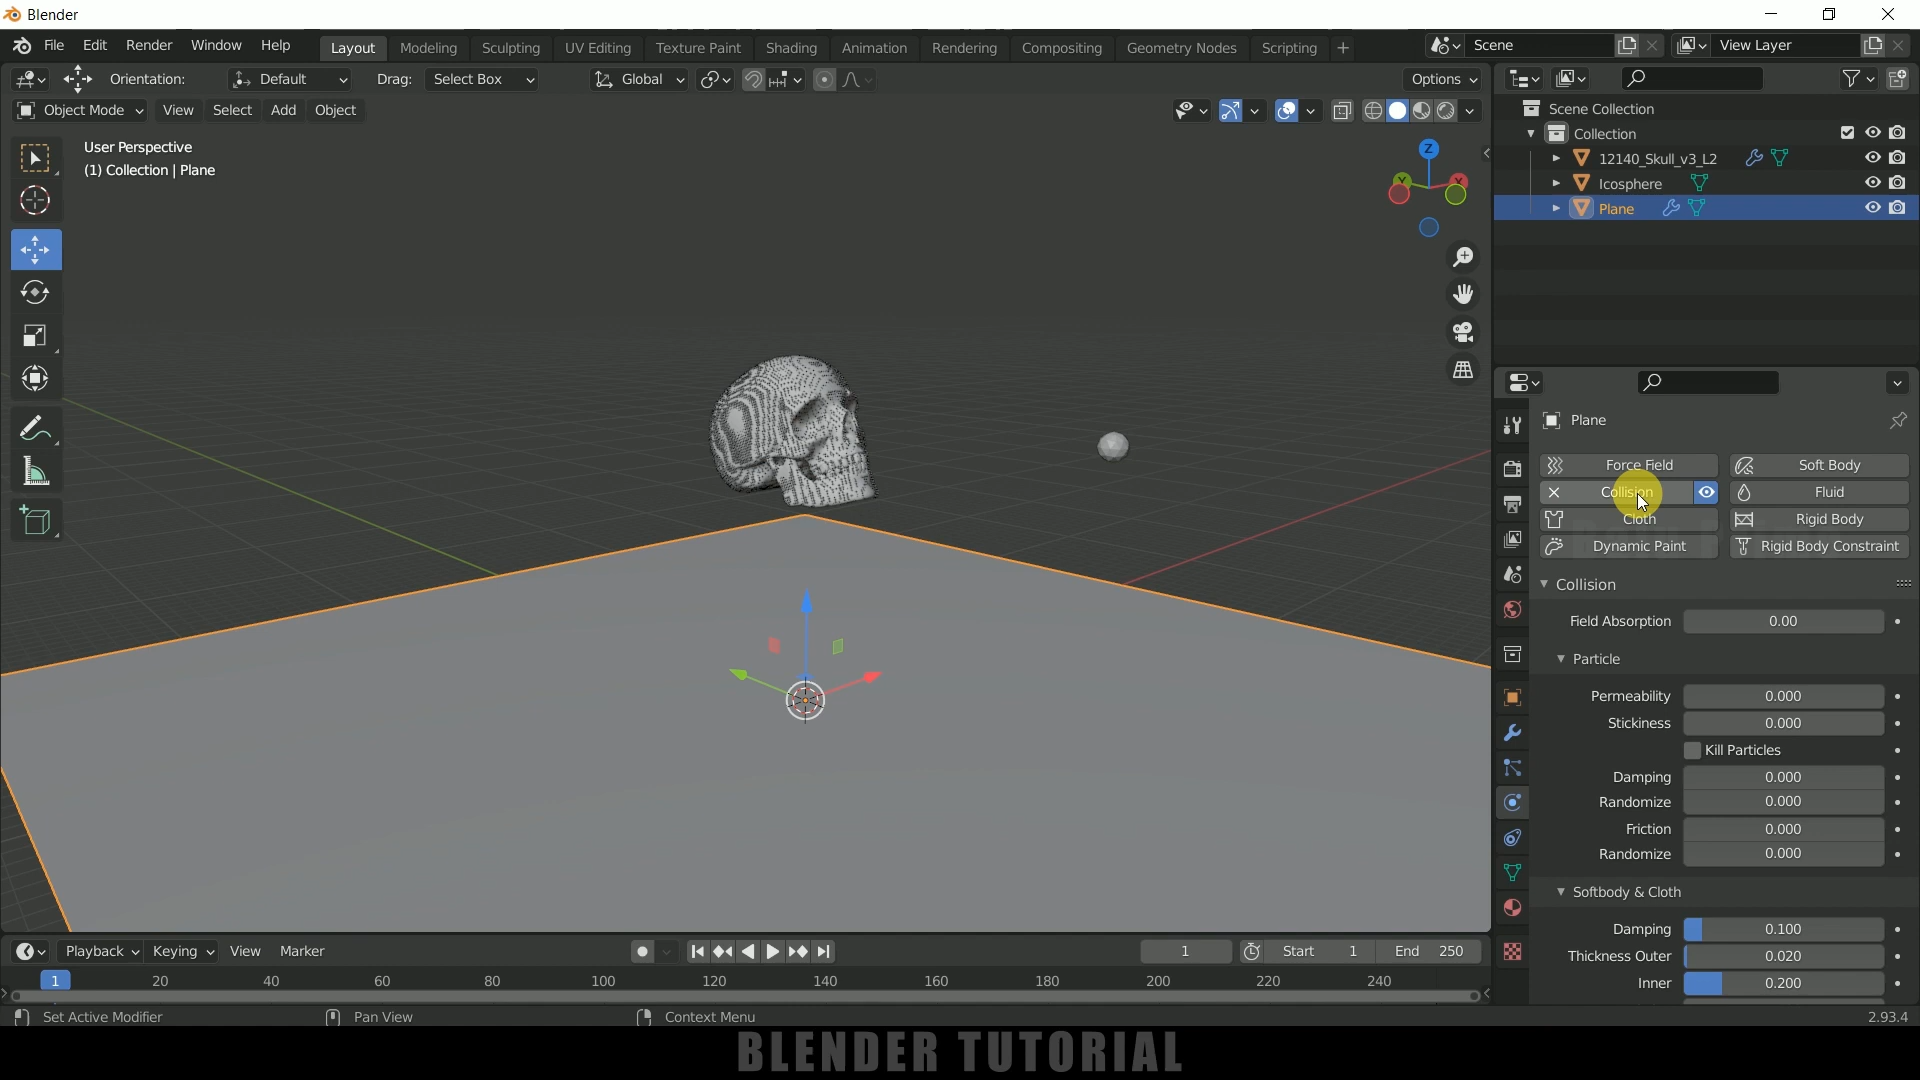 Blender
File Edit Render Window Help Layout Modeling Sculpting UV Editing Texture Paint Shading Animation Rendering Compositing Geometry Nodes Scripting + Scene View Layer
Orientation: Default Drag: Select Box Global Options
Object Mode View Select Add Object
User Perspective
(1) Collection | Plane
Z
Y
X
Scene Collection
Collection
12140_Skull_v3_L2
Icosphere
Plane
Plane
Force Field Soft Body
Collision Fluid
Cloth Rigid Body
Dynamic Paint Rigid Body Constraint
Collision
Field Absorption 0.00
Particle
Permeability 0.000
Stickiness 0.000
Kill Particles
Damping 0.000
Randomize 0.000
Friction 0.000
Randomize 0.000
Softbody & Cloth
Damping 0.100
Thickness Outer 0.020
Inner 0.200
Playback Keying View Marker 1 Start 1 End 250
1 20 40 60 80 100 120 140 160 180 200 220 240
Set Active Modifier Pan View Context Menu 2.93.4
BLENDER TUTORIAL